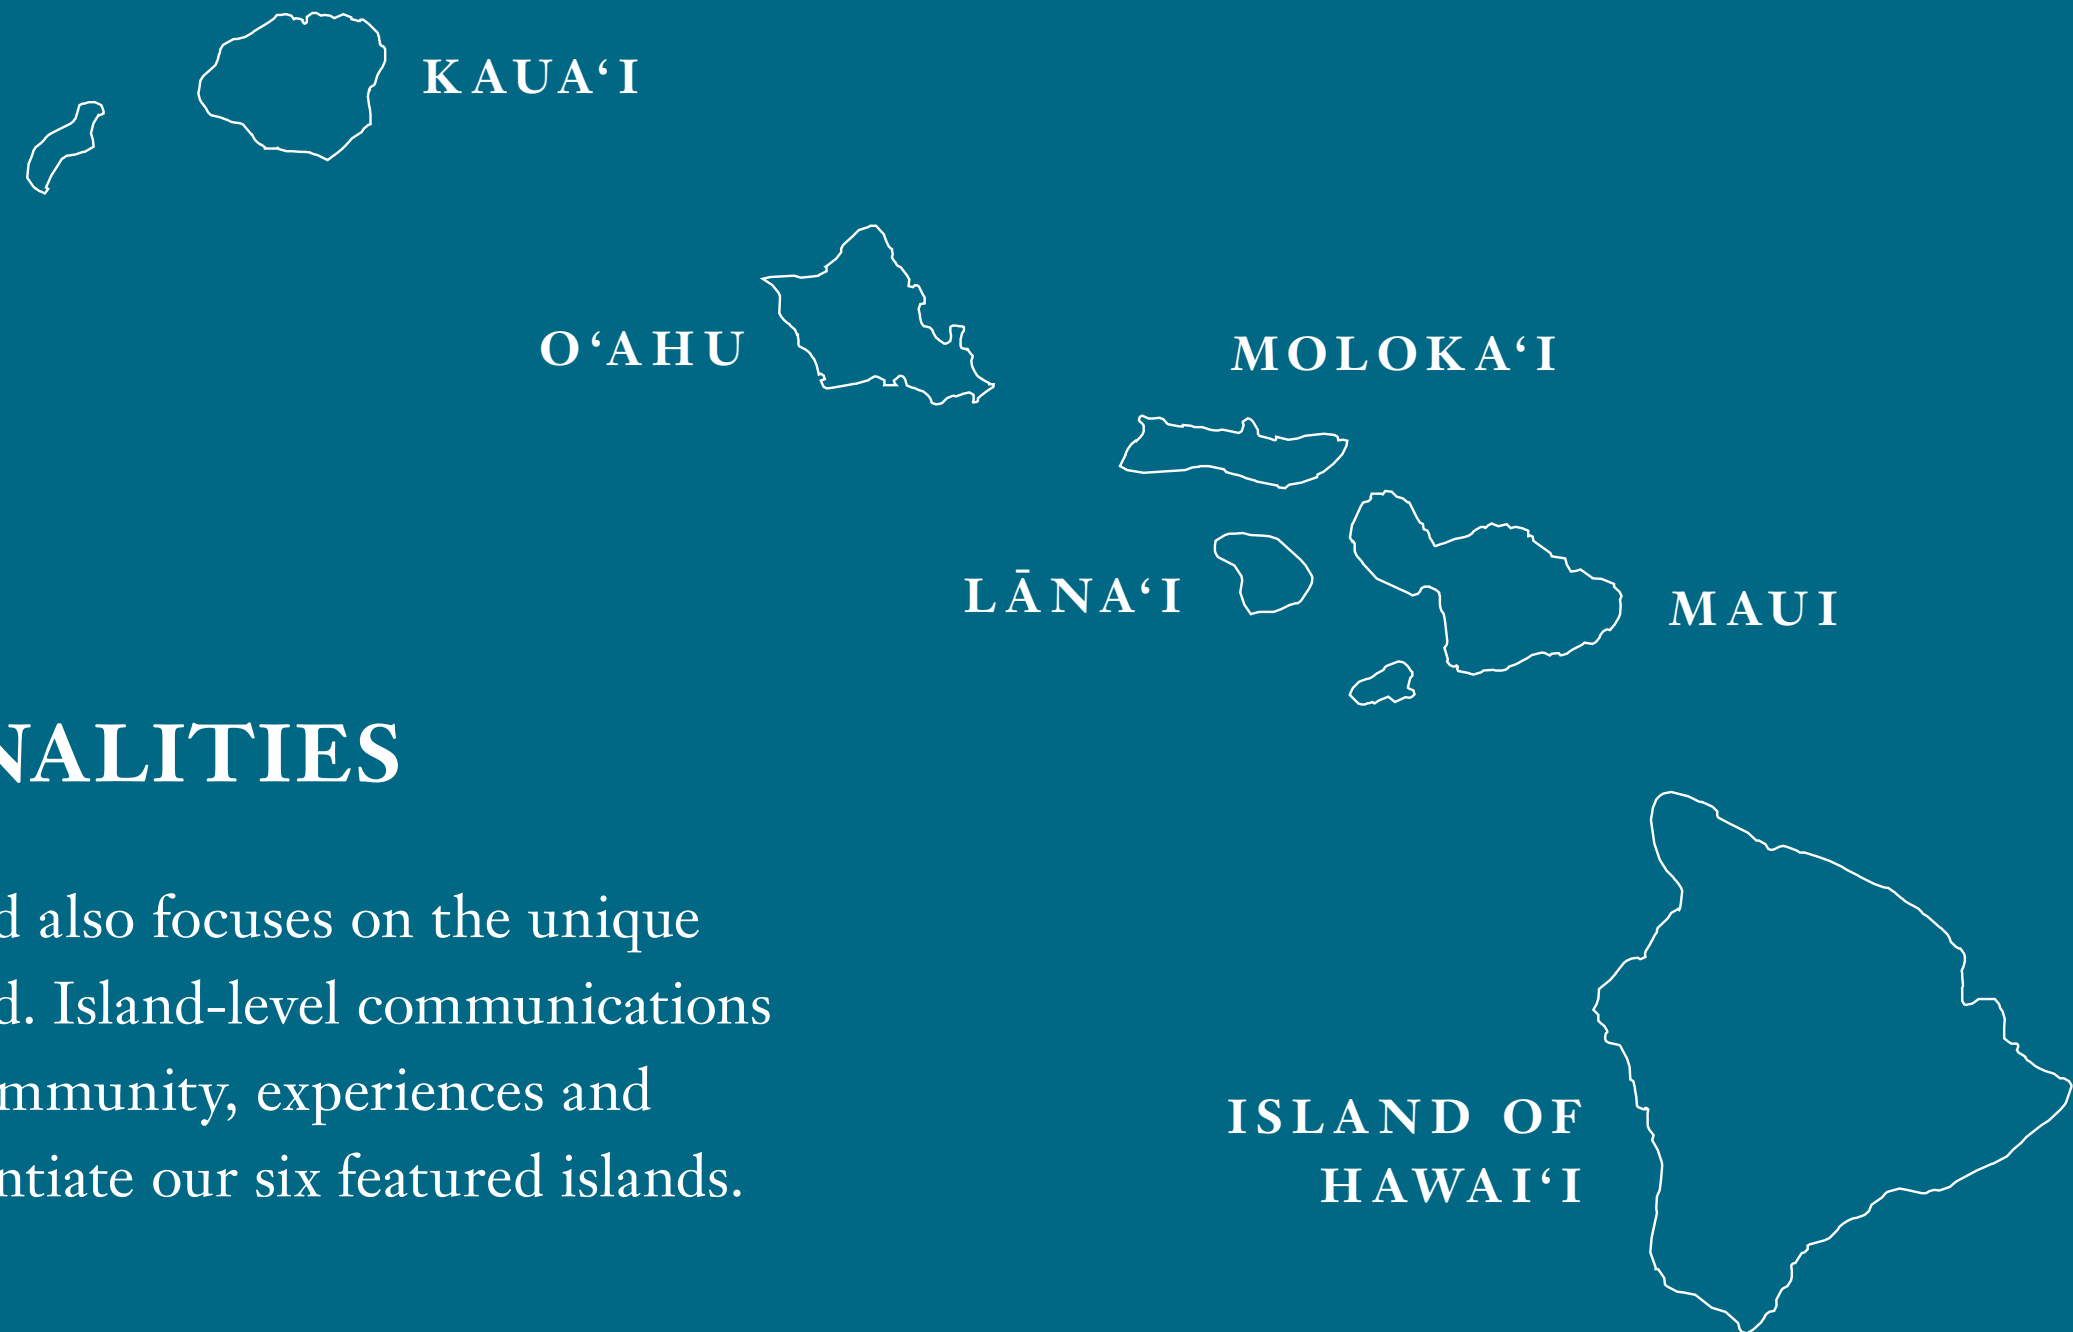 KAUAʻI
OʻAHU
MOLOKAʻI
LĀNAʻI
MAUI
NALITIES
d also focuses on the unique
d. Island-level communications
mmunity, experiences and
ntiate our six featured islands.
ISLAND OF
HAWAIʻI